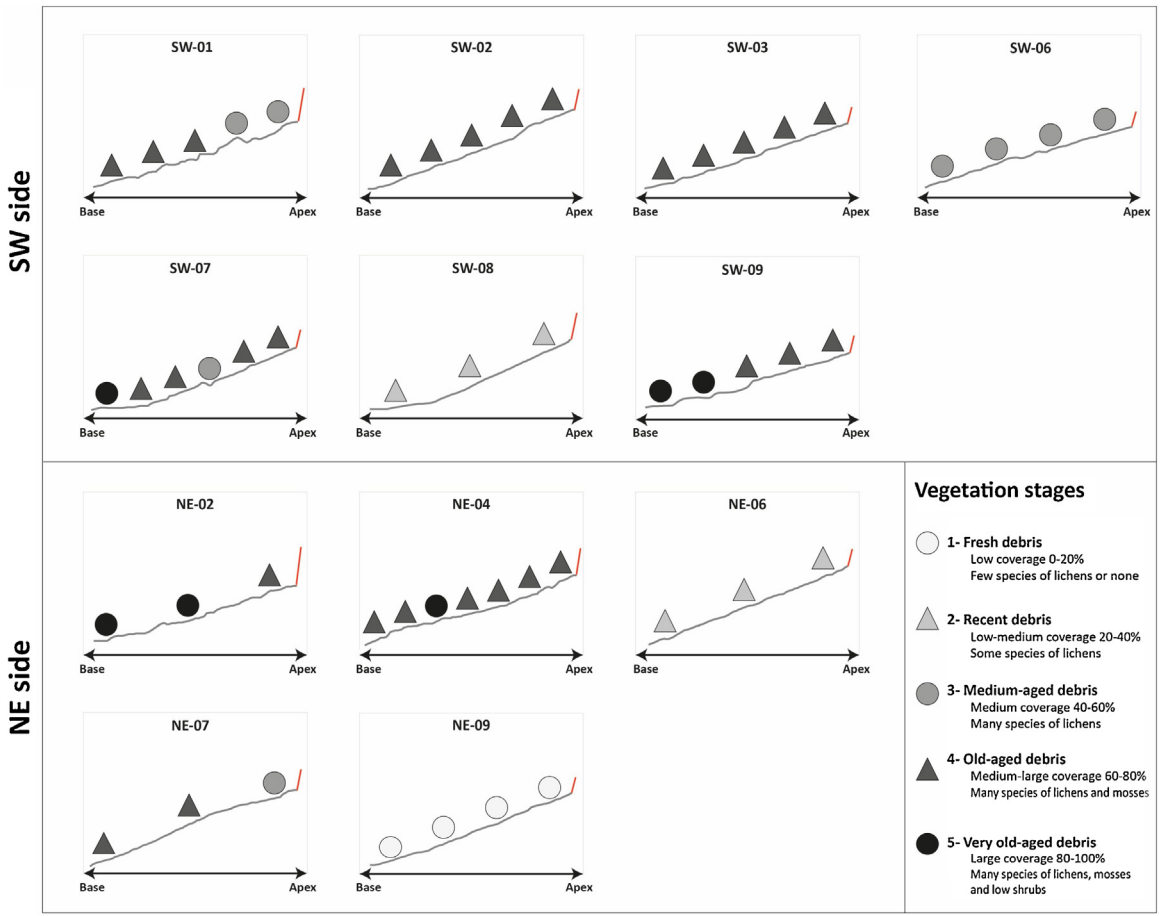 SW side
SW-01
Base Apex
SW-02
Base Apex
SW-03
Base Apex
SW-06
Base Apex
SW-07
Base Apex
SW-08
Base Apex
SW-09
Base Apex
NE side
NE-02
Base Apex
NE-04
Base Apex
NE-06
Base Apex
NE-07
Base Apex
NE-09
Base Apex
Vegetation stages
1- Fresh debris
Low coverage 0-20%
Few species of lichens or none
2- Recent debris
Low-medium coverage 20-40%
Some species of lichens
3- Medium-aged debris
Medium coverage 40-60%
Many species of lichens
4- Old-aged debris
Medium-large coverage 60-80%
Many species of lichens and mosses
5- Very old-aged debris
Large coverage 80-100%
Many species of lichens, mosses
and low shrubs